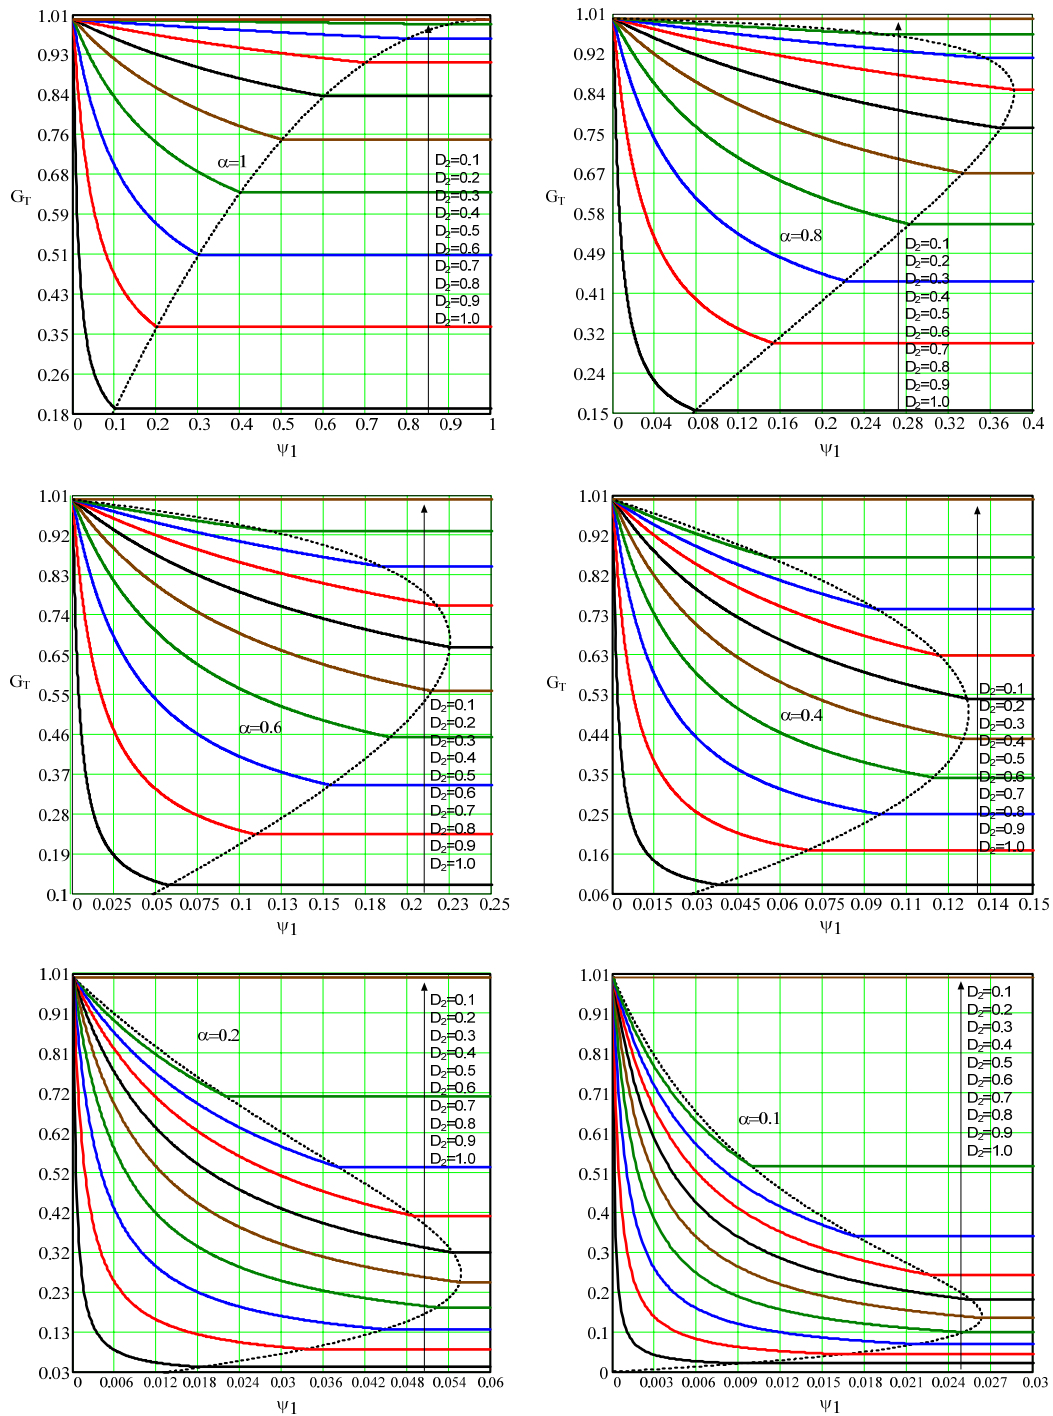 1.01
0.93
0.84
0.76
0.68
0.59
0.51
0.43
0.35
0.26
0.18
G_T
α=1
D₂=0.1
D₂=0.2
D₂=0.3
D₂=0.4
D₂=0.5
D₂=0.6
D₂=0.7
D₂=0.8
D₂=0.9
D₂=1.0
0 0.1 0.2 0.3 0.4 0.5 0.6 0.7 0.8 0.9 1
ψ1
1.01
0.92
0.84
0.75
0.67
0.58
0.49
0.41
0.32
0.24
0.15
G_T
α=0.8
D₂=0.1
D₂=0.2
D₂=0.3
D₂=0.4
D₂=0.5
D₂=0.6
D₂=0.7
D₂=0.8
D₂=0.9
D₂=1.0
0 0.04 0.08 0.12 0.16 0.2 0.24 0.28 0.32 0.36 0.4
ψ1
1.01
0.92
0.83
0.74
0.65
0.55
0.46
0.37
0.28
0.19
0.1
G_T
α=0.6
D₂=0.1
D₂=0.2
D₂=0.3
D₂=0.4
D₂=0.5
D₂=0.6
D₂=0.7
D₂=0.8
D₂=0.9
D₂=1.0
0 0.025 0.05 0.075 0.1 0.13 0.15 0.18 0.2 0.23 0.25
ψ1
1.01
0.92
0.82
0.73
0.63
0.53
0.44
0.35
0.25
0.16
0.06
G_T
α=0.4
D₂=0.1
D₂=0.2
D₂=0.3
D₂=0.4
D₂=0.5
D₂=0.6
D₂=0.7
D₂=0.8
D₂=0.9
D₂=1.0
0 0.015 0.03 0.045 0.06 0.075 0.09 0.11 0.12 0.14 0.15
ψ1
1.01
0.91
0.81
0.72
0.62
0.52
0.42
0.32
0.23
0.13
0.03
α=0.2
D₂=0.1
D₂=0.2
D₂=0.3
D₂=0.4
D₂=0.5
D₂=0.6
D₂=0.7
D₂=0.8
D₂=0.9
D₂=1.0
0 0.006 0.012 0.018 0.024 0.03 0.036 0.042 0.048 0.054 0.06
ψ1
1.01
0.91
0.81
0.71
0.61
0.51
0.4
0.3
0.2
0.1
0
α=0.1
D₂=0.1
D₂=0.2
D₂=0.3
D₂=0.4
D₂=0.5
D₂=0.6
D₂=0.7
D₂=0.8
D₂=0.9
D₂=1.0
0 0.003 0.006 0.009 0.012 0.015 0.018 0.021 0.024 0.027 0.03
ψ1